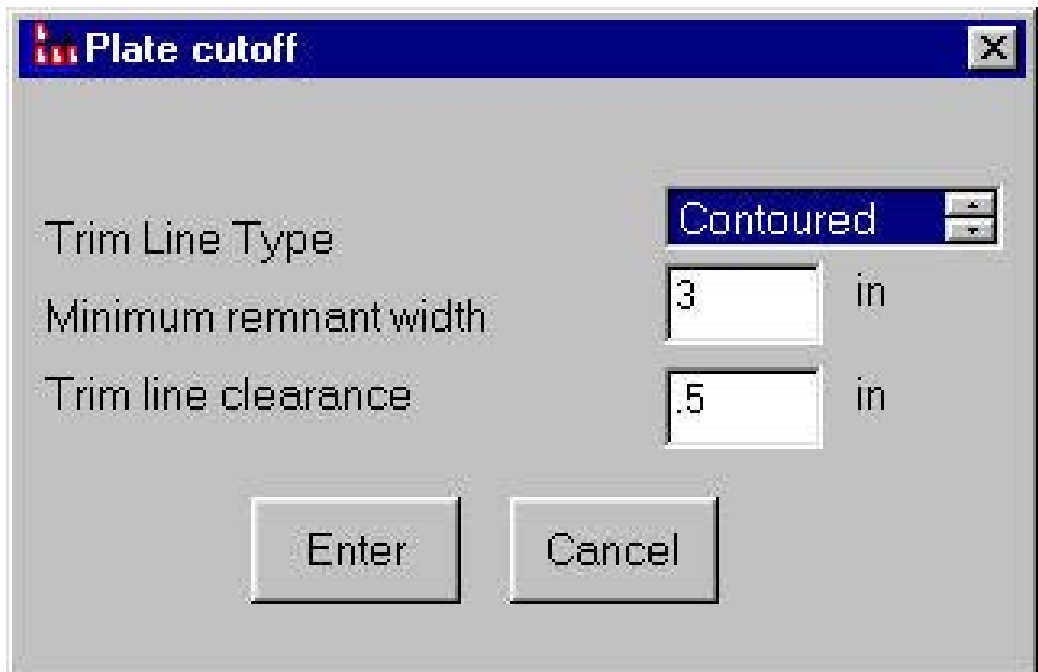 Plate cutoff
Trim Line Type Contoured
Minimum remnant width 3 in
Trim line clearance .5 in
Enter Cancel